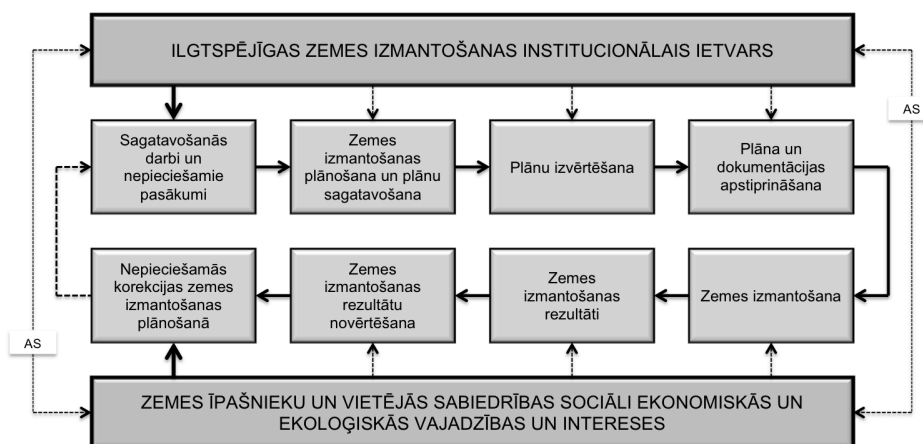 ILGTSPĒJĪGAS ZEMES IZMANTOŠANAS INSTITUCIONĀLAIS IETVARS
AS
Sagatavošanās
darbi un
nepieciešamie
pasākumi
Zemes
izmantošanas
plānošana un plānu
sagatavošana
Plānu izvērtēšana
Plāna un
dokumentācijas
apstiprināšana
Nepieciešamās
korekcijas zemes
izmantošanas
plānošanā
Zemes
izmantošanas
rezultātu
novērtēšana
Zemes
izmantošanas
rezultāti
Zemes izmantošana
AS
ZEMES ĪPAŠNIEKU UN VIETĒJĀS SABIEDRĪBAS SOCIĀLI EKONOMISKĀS UN
EKOLOĢISKĀS VAJADZĪBAS UN INTERESES